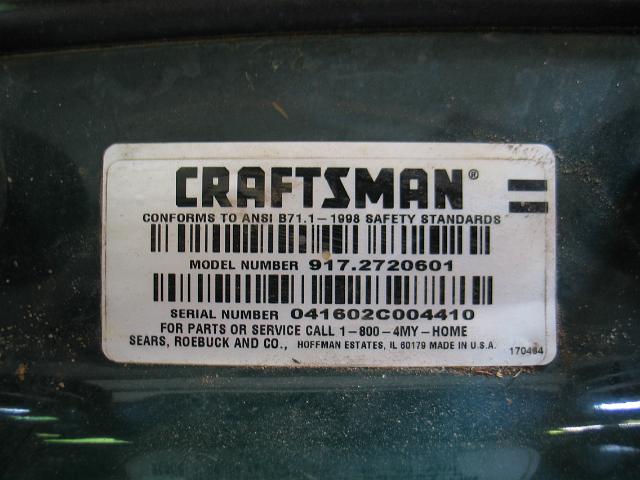 CRAFTSMAN®
CONFORMS TO ANSI B71.1-1998 SAFETY STANDARDS
MODEL NUMBER 917.2720601
SERIAL NUMBER 041602C004410
FOR PARTS OR SERVICE CALL 1-800-4MY-HOME
SEARS, ROEBUCK AND CO., HOFFMAN ESTATES, IL 60179 MADE IN U.S.A.
170464